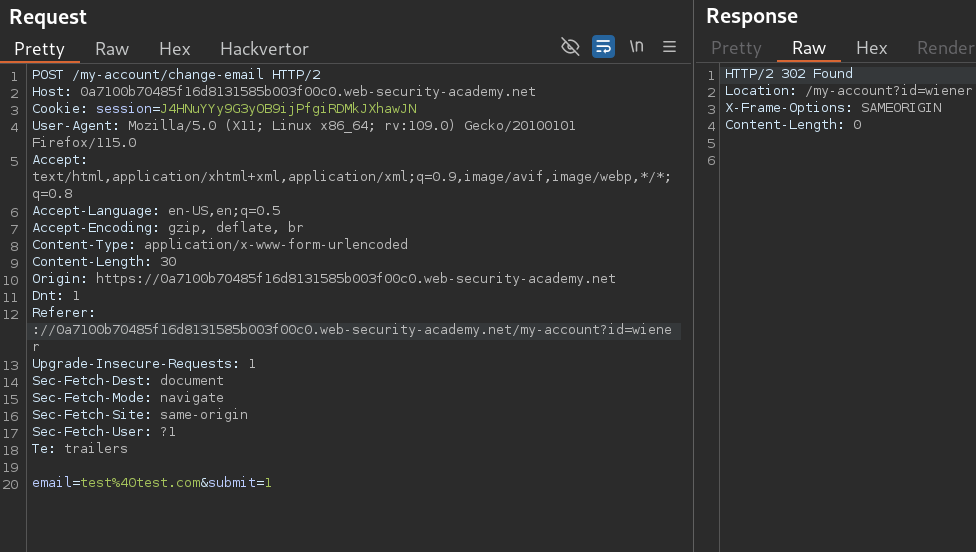 Request
Pretty Raw Hex Hackvertor \n
1 POST /my-account/change-email HTTP/2
2 Host: 0a7100b70485f16d8131585b003f00c0.web-security-academy.net
3 Cookie: session=J4HNuYYy9G3yOB9ijPfgiRDMkJXhawJN
4 User-Agent: Mozilla/5.0 (X11; Linux x86_64; rv:109.0) Gecko/20100101
Firefox/115.0
5 Accept:
text/html,application/xhtml+xml,application/xml;q=0.9,image/avif,image/webp,*/*;
q=0.8
6 Accept-Language: en-US,en;q=0.5
7 Accept-Encoding: gzip, deflate, br
8 Content-Type: application/x-www-form-urlencoded
9 Content-Length: 30
10 Origin: https://0a7100b70485f16d8131585b003f00c0.web-security-academy.net
11 Dnt: 1
12 Referer:
://0a7100b70485f16d8131585b003f00c0.web-security-academy.net/my-account?id=wiene
r
13 Upgrade-Insecure-Requests: 1
14 Sec-Fetch-Dest: document
15 Sec-Fetch-Mode: navigate
16 Sec-Fetch-Site: same-origin
17 Sec-Fetch-User: ?1
18 Te: trailers
19
20 email=test%40test.com&submit=1
Response
Pretty Raw Hex Render
1 HTTP/2 302 Found
2 Location: /my-account?id=wiener
3 X-Frame-Options: SAMEORIGIN
4 Content-Length: 0
5
6